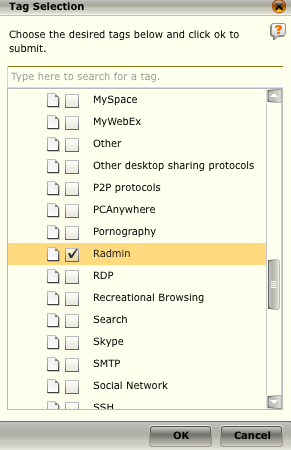 Tag Selection
Choose the desired tags below and click ok to
submit.
Type here to search for a tag.
MySpace
MyWebEx
Other
Other desktop sharing protocols
P2P protocols
PCAnywhere
Pornography
Radmin
RDP
Recreational Browsing
Search
Skype
SMTP
Social Network
SSH
OK
Cancel